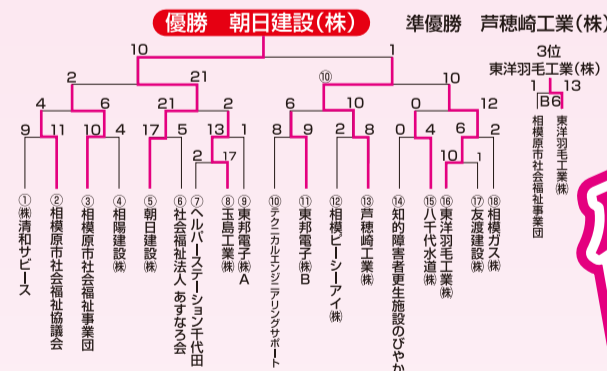 優勝 朝日建設(株)
準優勝 芦穂崎工業(株)
3位
東洋羽毛工業(株)
1 13
B6
相模原市社会福祉事業団
東洋羽毛工業㈱
10 1
2 21 ⑩ 10
4 6 21 2 6 10 0 12
9 11 10 4 17 5 13 1 8 9 2 8 0 4 6 2
2 17 10 1
①㈱清和サービス
②相模原市社会福祉協議会
③相模原市社会福祉事業団
④相陽建設㈱
⑤朝日建設㈱
⑥社会福祉法人 あすなろ会
⑦ヘルパーステーション千代田
⑧玉島工業㈱
⑨東邦電子㈱A
⑩テクニカルエンジニアリングサポート
⑪東邦電子㈱B
⑫相模ピーシーアイ㈱
⑬芦穂崎工業㈱
⑭知的障害者更生施設のびやか
⑮八千代水道㈱
⑯東洋羽毛工業㈱
⑰友渡建設㈱
⑱相模ガス㈱